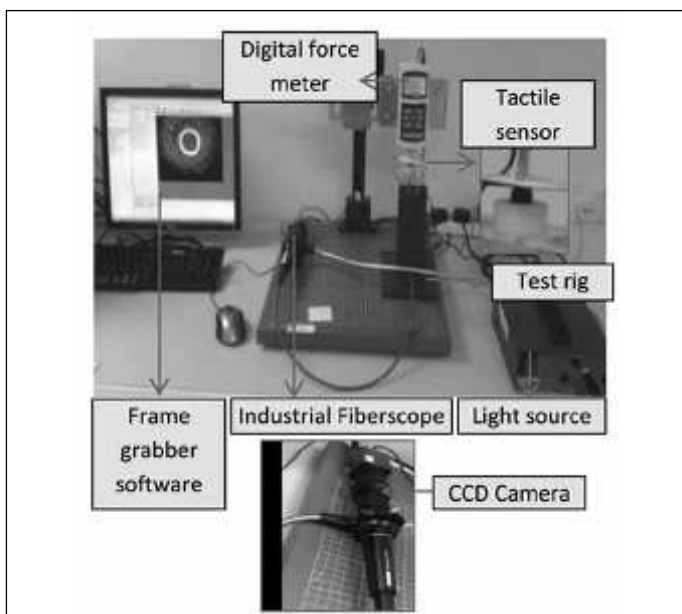 Digital force
meter
Tactile
sensor
Test rig
Frame
grabber
software
Industrial Fiberscope
Light source
CCD Camera